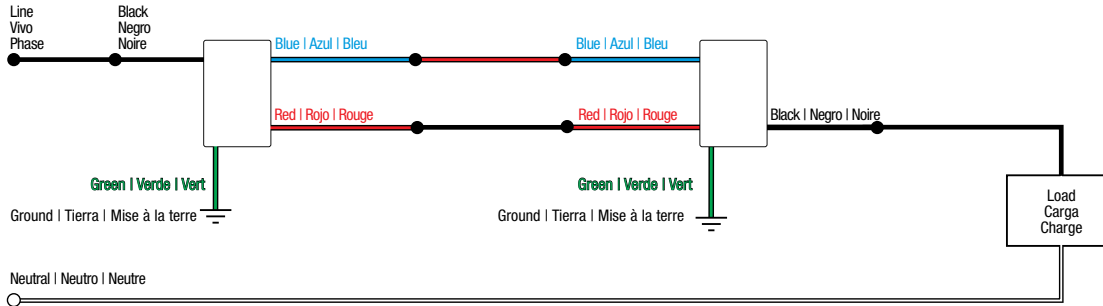 Line
Vivo
Phase
Black
Negro
Noire
Blue | Azul | Bleu
Blue | Azul | Bleu
Red | Rojo | Rouge
Red | Rojo | Rouge
Black | Negro | Noire
Green | Verde | Vert
Green | Verde | Vert
Ground | Tierra | Mise à la terre
Ground | Tierra | Mise à la terre
Load
Carga
Charge
Neutral | Neutro | Neutre